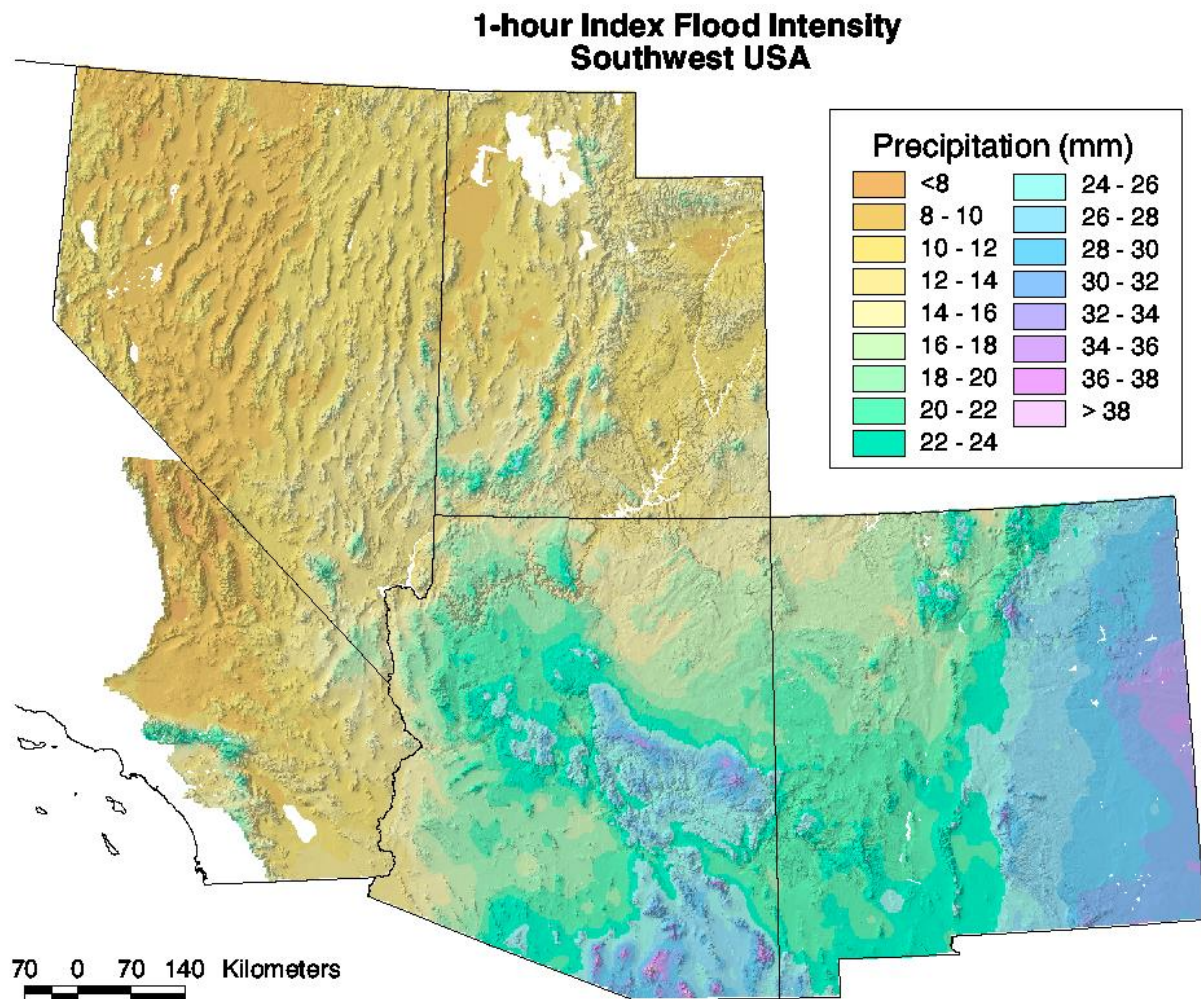 1-hour Index Flood Intensity
Southwest USA
Precipitation (mm)
<8
8 - 10
10 - 12
12 - 14
14 - 16
16 - 18
18 - 20
20 - 22
22 - 24
24 - 26
26 - 28
28 - 30
30 - 32
32 - 34
34 - 36
36 - 38
> 38
70 0 70 140 Kilometers